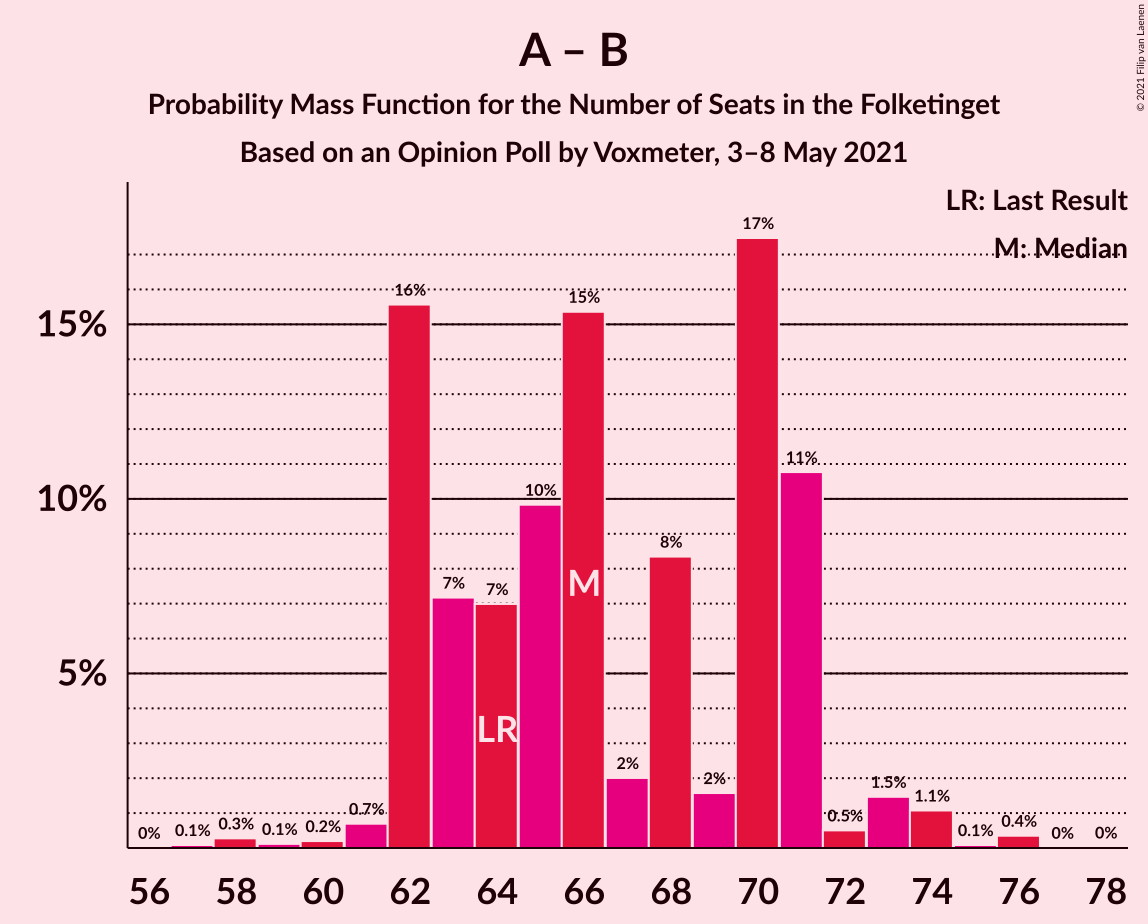 A – B
Probability Mass Function for the Number of Seats in the Folketinget
Based on an Opinion Poll by Voxmeter, 3–8 May 2021
© 2021 Filip van Laenen
LR: Last Result
M: Median
15%
10%
5%
0%
0.1%
0.3%
0.1%
0.2%
0.7%
16%
7%
7%
10%
15%
2%
8%
2%
17%
11%
0.5%
1.5%
1.1%
0.1%
0.4%
0%
0%
LR
M
56 58 60 62 64 66 68 70 72 74 76 78